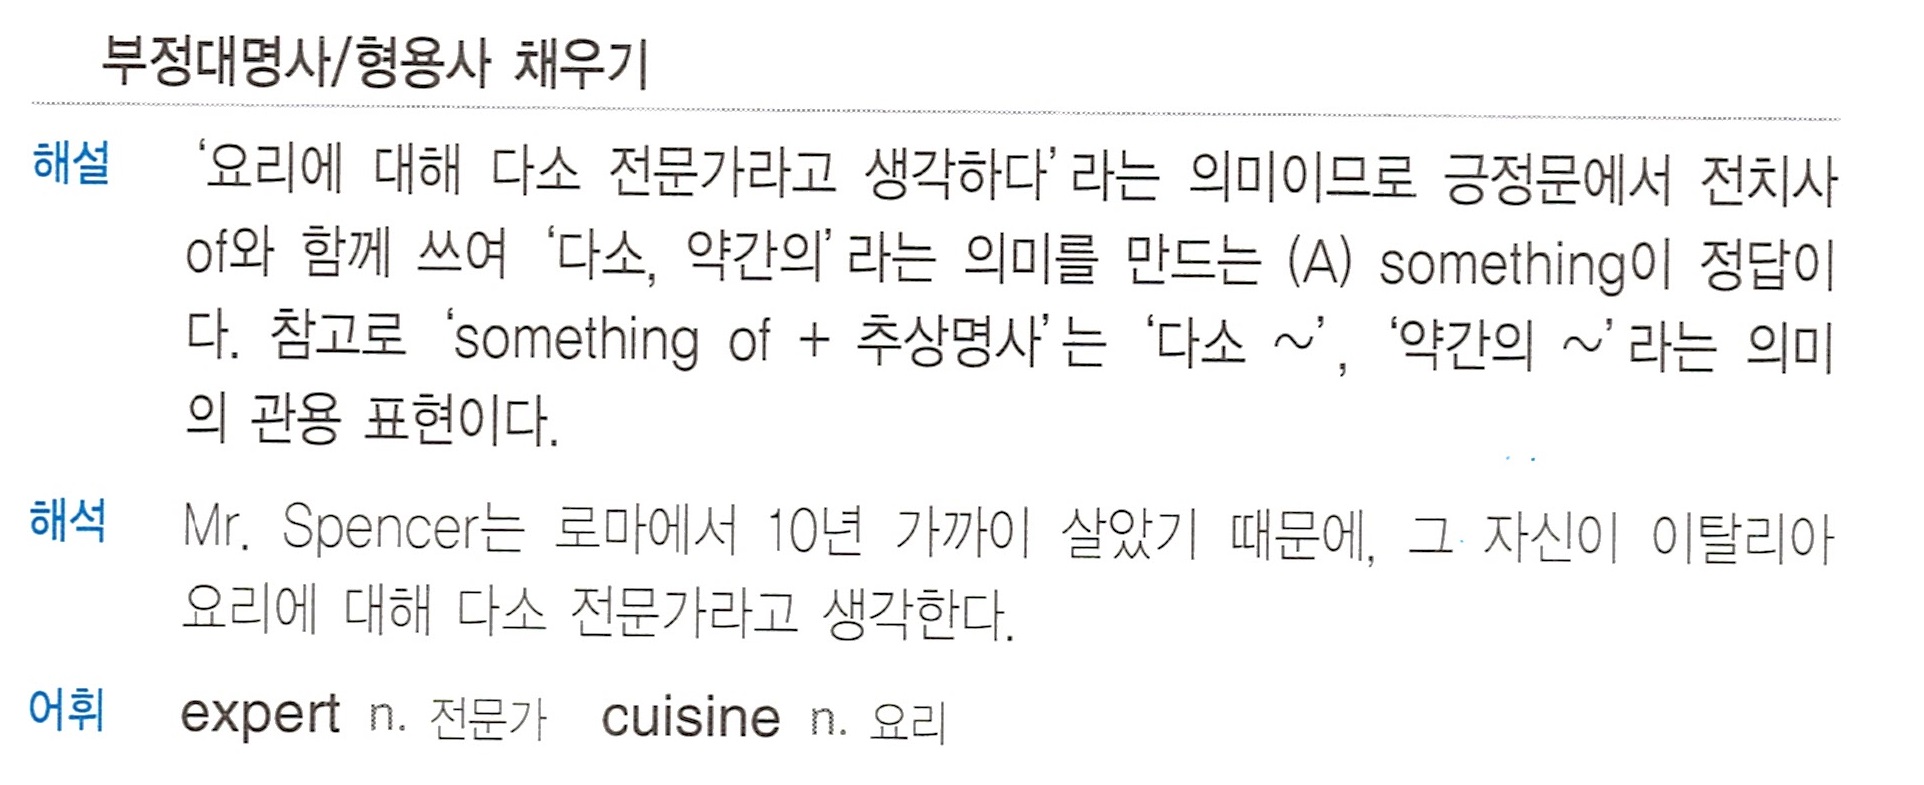 부정대명사/형용사 채우기
해설 ‘요리에 대해 다소 전문가라고 생각하다’라는 의미이므로 긍정문에서 전치사
of와 함께 쓰여 ‘다소, 약간의’라는 의미를 만드는 (A) something이 정답이
다. 참고로 ‘something of + 추상명사’는 ‘다소 ~’, ‘약간의 ~’라는 의미
의 관용 표현이다.
해석 Mr. Spencer는 로마에서 10년 가까이 살았기 때문에, 그 자신이 이탈리아
요리에 대해 다소 전문가라고 생각한다.
어휘 expert n. 전문가 cuisine n. 요리